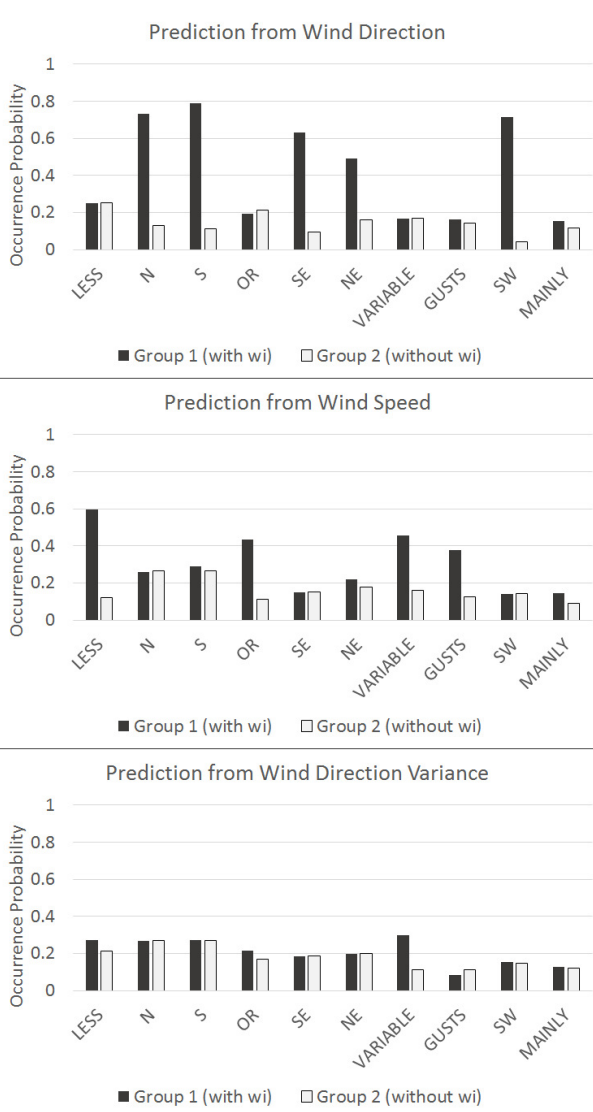 Prediction from Wind Direction
Occurrence Probability
1
0.8
0.6
0.4
0.2
0
LESS N S OR SE NE VARIABLE GUSTS SW MAINLY
Group 1 (with wi) Group 2 (without wi)
Prediction from Wind Speed
Occurrence Probability
1
0.8
0.6
0.4
0.2
0
LESS N S OR SE NE VARIABLE GUSTS SW MAINLY
Group 1 (with wi) Group 2 (without wi)
Prediction from Wind Direction Variance
Occurrence Probability
1
0.8
0.6
0.4
0.2
0
LESS N S OR SE NE VARIABLE GUSTS SW MAINLY
Group 1 (with wi) Group 2 (without wi)